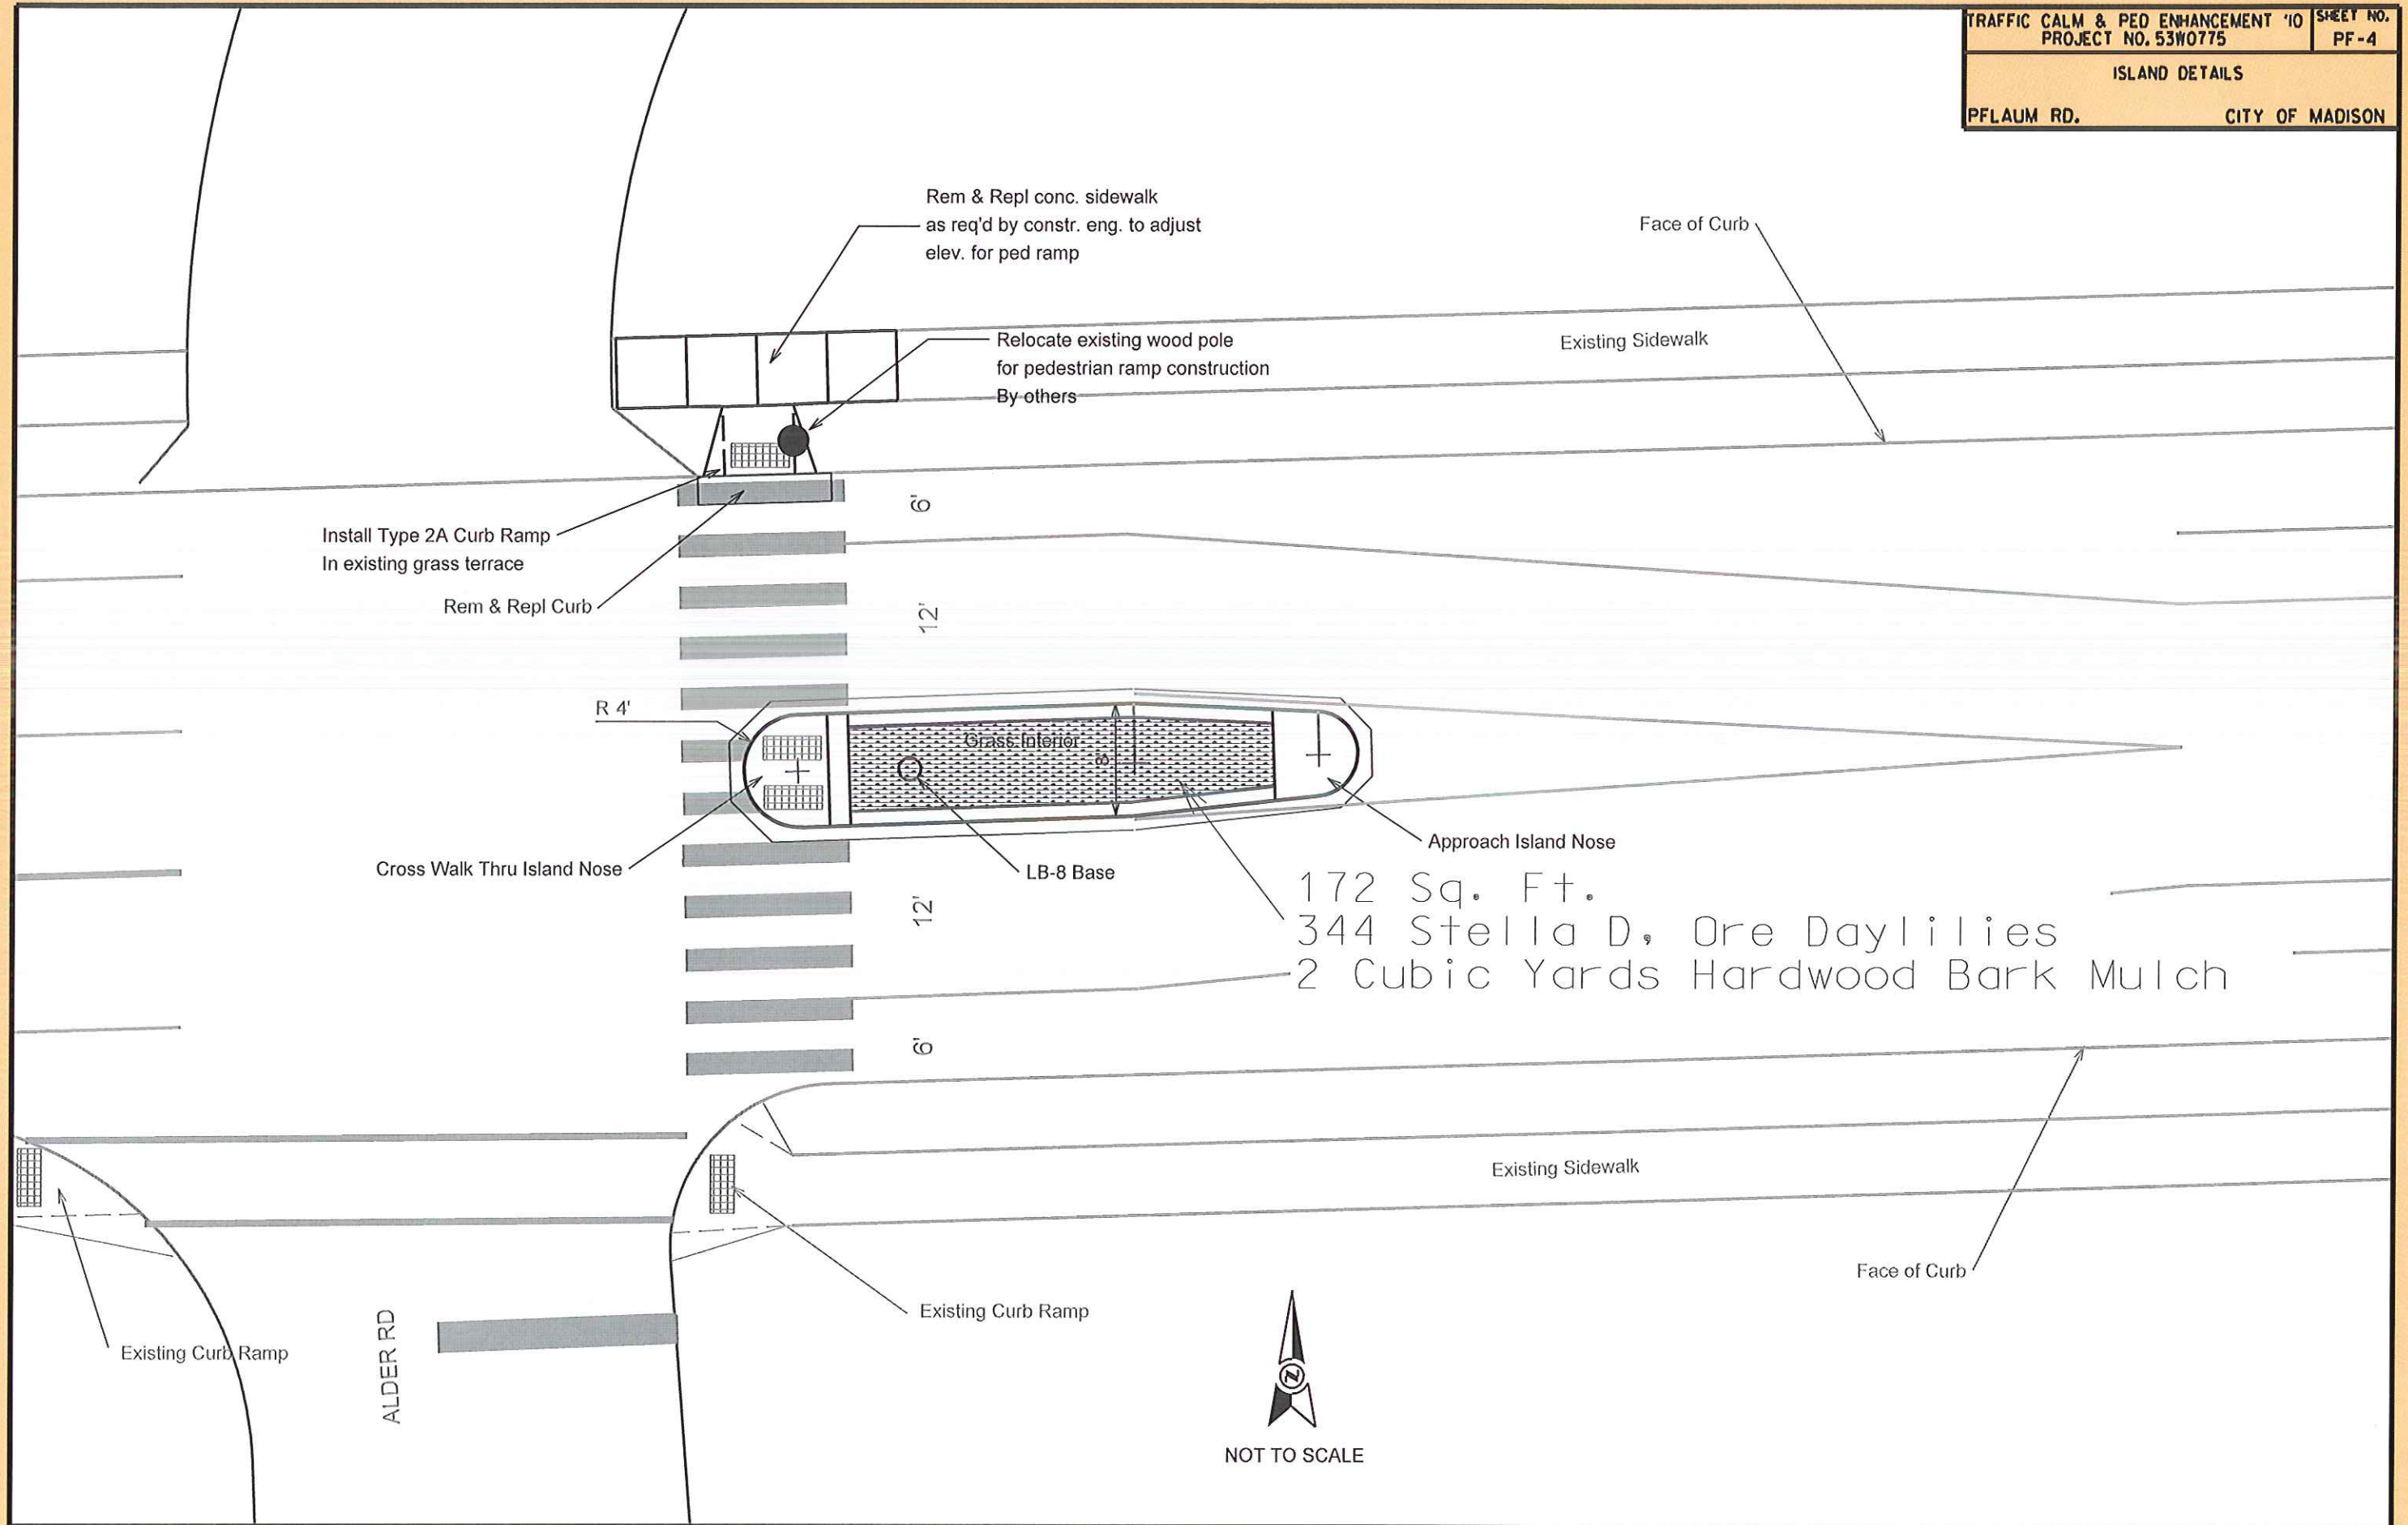 TRAFFIC CALM & PED ENHANCEMENT '10
PROJECT NO. 53W0775
SHEET NO.
PF-4
ISLAND DETAILS
PFLAUM RD.
CITY OF MADISON
Rem & Repl conc. sidewalk
as req'd by constr. eng. to adjust
elev. for ped ramp
Face of Curb
Relocate existing wood pole
for pedestrian ramp construction
By others
Existing Sidewalk
6'
Install Type 2A Curb Ramp
In existing grass terrace
Rem & Repl Curb
12'
R 4'
Grass Interior
8'
Cross Walk Thru Island Nose
LB-8 Base
Approach Island Nose
12'
172 Sq. Ft.
344 Stella D, Ore Daylilies
2 Cubic Yards Hardwood Bark Mulch
6'
Existing Sidewalk
Face of Curb
Existing Curb Ramp
Existing Curb Ramp
ALDER RD
N
NOT TO SCALE